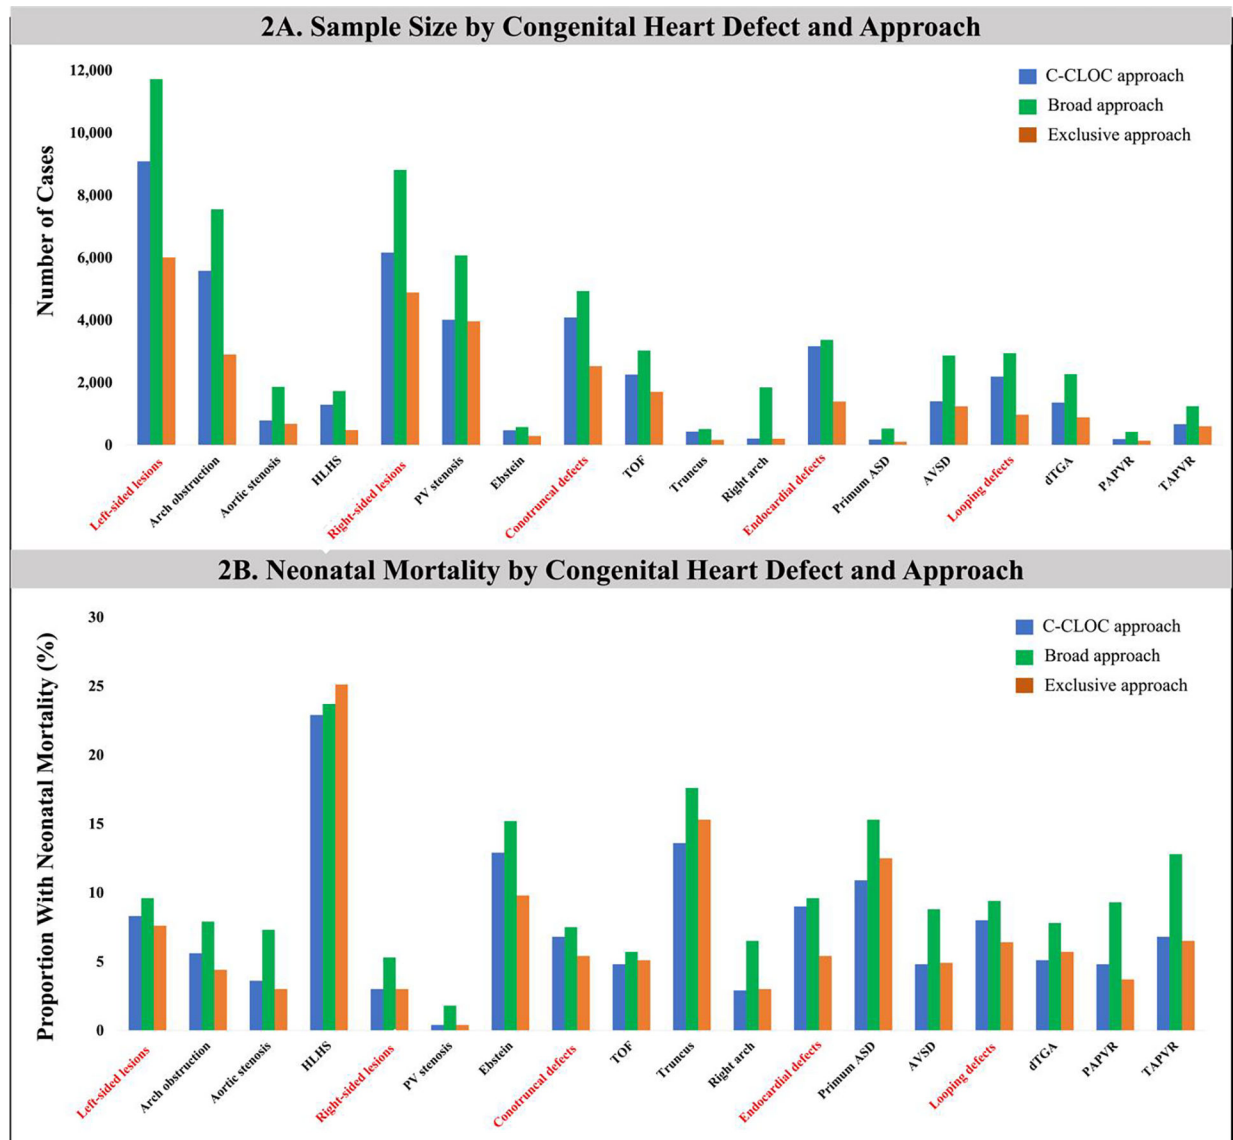 2A. Sample Size by Congenital Heart Defect and Approach
12,000
10,000
8,000
6,000
4,000
2,000
0
Number of Cases
C-CLOC approach
Broad approach
Exclusive approach
Left-sided lesions
Arch obstruction
Aortic stenosis
HLHS
Right-sided lesions
PV stenosis
Ebstein
Conotruncal defects
TOF
Truncus
Right arch
Endocardial defects
Primum ASD
AVSD
Looping defects
dTGA
PAPVR
TAPVR
2B. Neonatal Mortality by Congenital Heart Defect and Approach
30
25
20
15
10
5
0
Proportion With Neonatal Mortality (%)
C-CLOC approach
Broad approach
Exclusive approach
Left-sided lesions
Arch obstruction
Aortic stenosis
HLHS
Right-sided lesions
PV stenosis
Ebstein
Conotruncal defects
TOF
Truncus
Right arch
Endocardial defects
Primum ASD
AVSD
Looping defects
dTGA
PAPVR
TAPVR